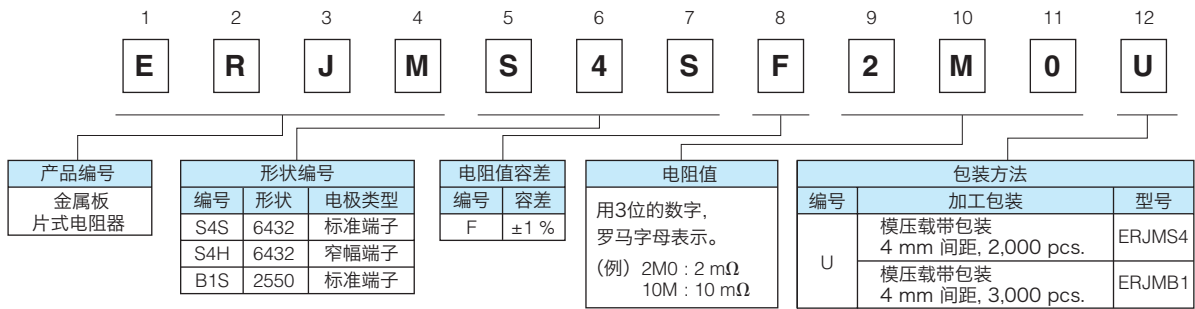 1 2 3 4 5 6 7 8 9 10 11 12
E R J M S 4 S F 2 M 0 U
产品编号
金属板
片式电阻器
形状编号
编号 形状 电极类型
S4S 6432 标准端子
S4H 6432 窄幅端子
B1S 2550 标准端子
电阻值容差
编号 容差
F ±1 %
电阻值
用3位的数字,
罗马字母表示。
（例）2M0 : 2 mΩ
10M : 10 mΩ
包装方法
编号 加工包装 型号
U
模压载带包装
4 mm 间距, 2,000 pcs.
ERJMS4
模压载带包装
4 mm 间距, 3,000 pcs.
ERJMB1